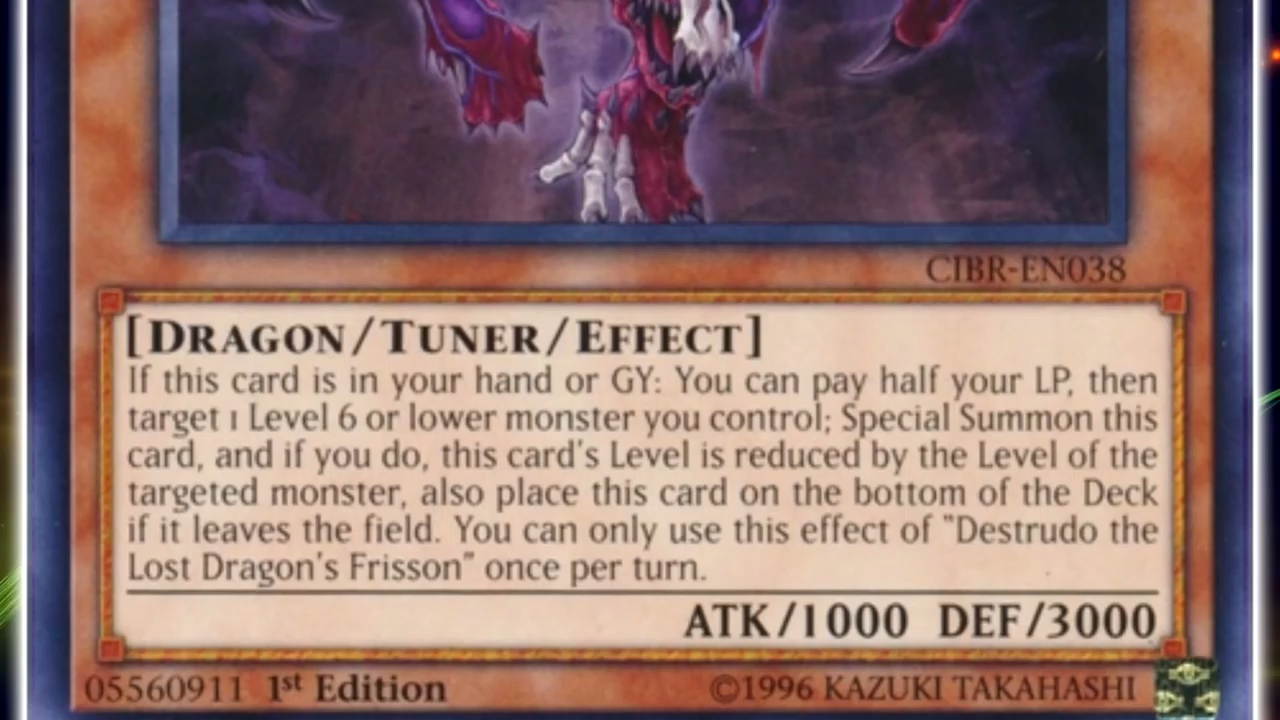 CIBR-EN038
[DRAGON/TUNER/EFFECT]
If this card is in your hand or GY: You can pay half your LP, then
target 1 Level 6 or lower monster you control; Special Summon this
card, and if you do, this card's Level is reduced by the Level of the
targeted monster, also place this card on the bottom of the Deck
if it leaves the field. You can only use this effect of "Destrudo the
Lost Dragon's Frisson" once per turn.
ATK/1000 DEF/3000
05560911 1st Edition ©1996 KAZUKI TAKAHASHI